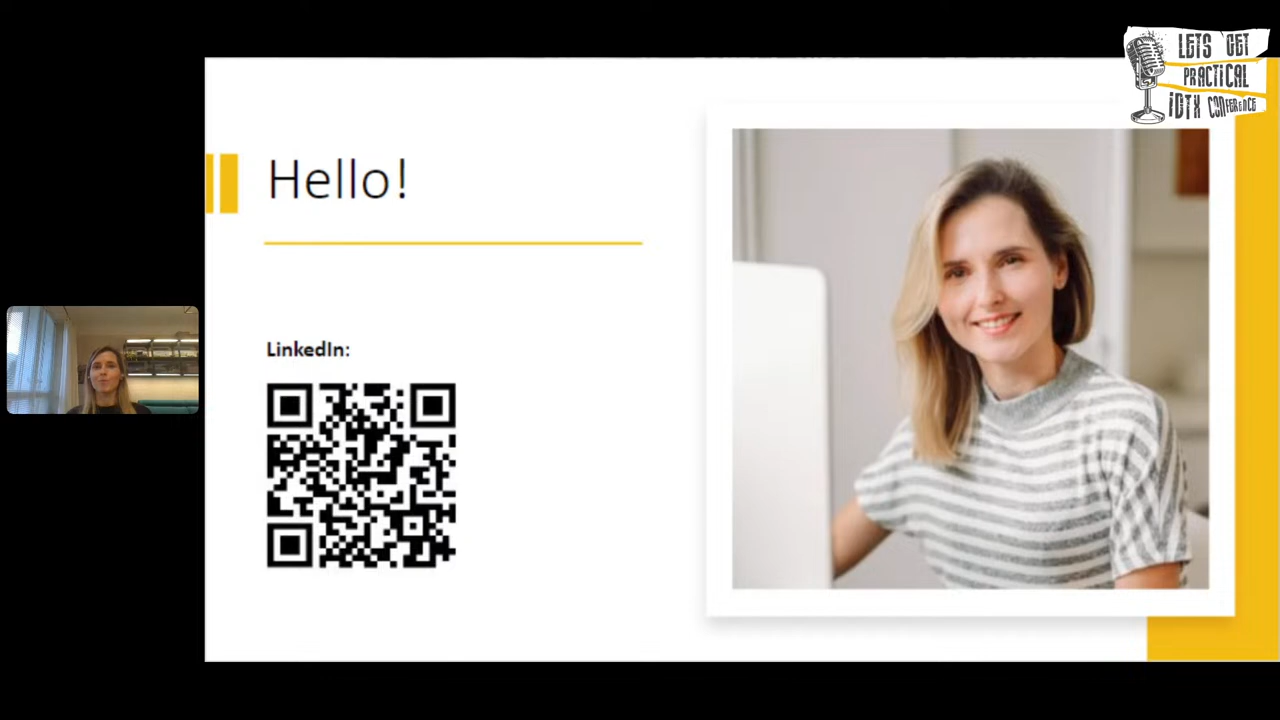 LETS GET
PRACTICAL
iDTX CONFERENCE
Hello!
LinkedIn: